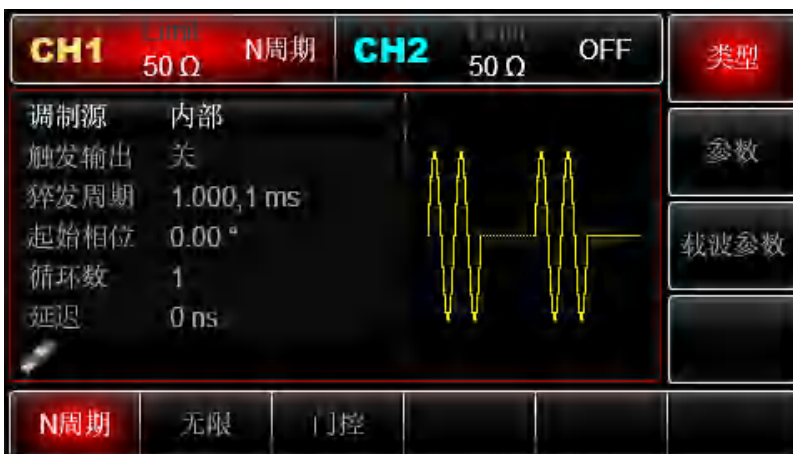 CH1 Limit 50 Ω N周期 CH2 Limit 50 Ω OFF 类型
调制源 内部
触发输出 关
参数
猝发周期 1.000,1 ms
起始相位 0.00 °
载波参数
循环数 1
延迟 0 ns
N周期 无限 门控